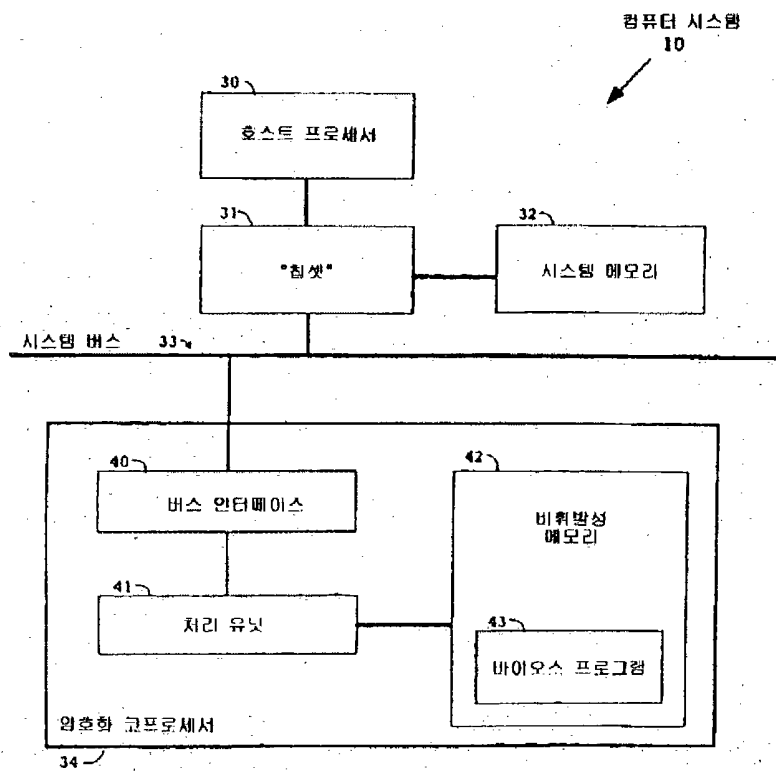 컴퓨터 시스템
10
30
호스트 프로세서
31
"칩셋"
32
시스템 메모리
시스템 버스
33
40
버스 인터페이스
41
처리 유닛
42
비휘발성
메모리
43
바이오스 프로그램
암호화 코프로세서
34